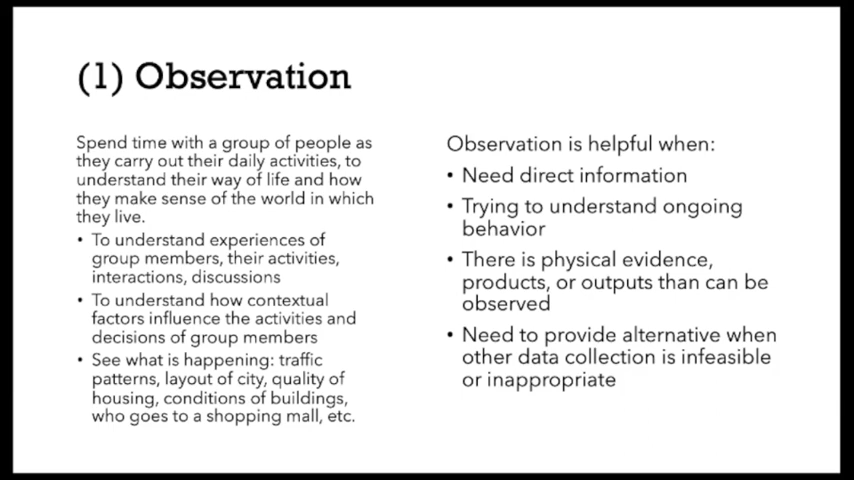 (1) Observation
Spend time with a group of people as
they carry out their daily activities, to
understand their way of life and how
they make sense of the world in which
they live.
• To understand experiences of
group members, their activities,
interactions, discussions
• To understand how contextual
factors influence the activities and
decisions of group members
• See what is happening: traffic
patterns, layout of city, quality of
housing, conditions of buildings,
who goes to a shopping mall, etc.
Observation is helpful when:
• Need direct information
• Trying to understand ongoing
behavior
• There is physical evidence,
products, or outputs than can be
observed
• Need to provide alternative when
other data collection is infeasible
or inappropriate